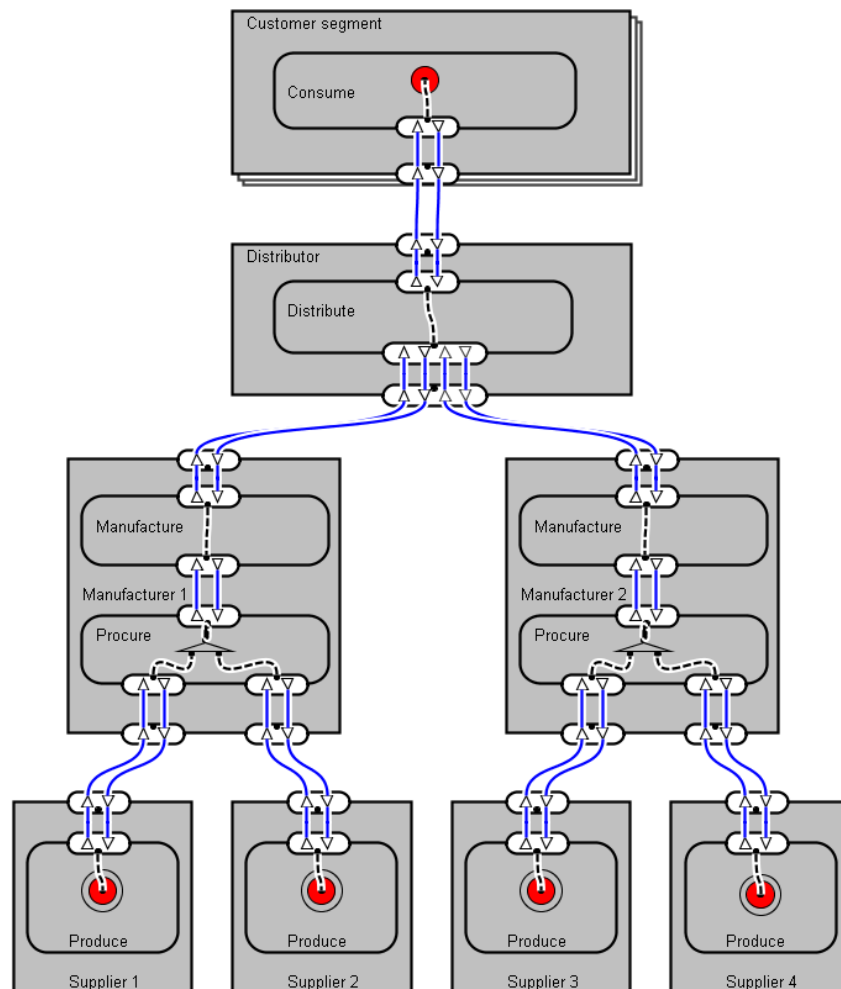 Customer segment
Consume
Distributor
Distribute
Manufacture
Manufacture
Manufacturer 1
Manufacturer 2
Procure
Procure
Produce
Produce
Produce
Produce
Supplier 1
Supplier 2
Supplier 3
Supplier 4